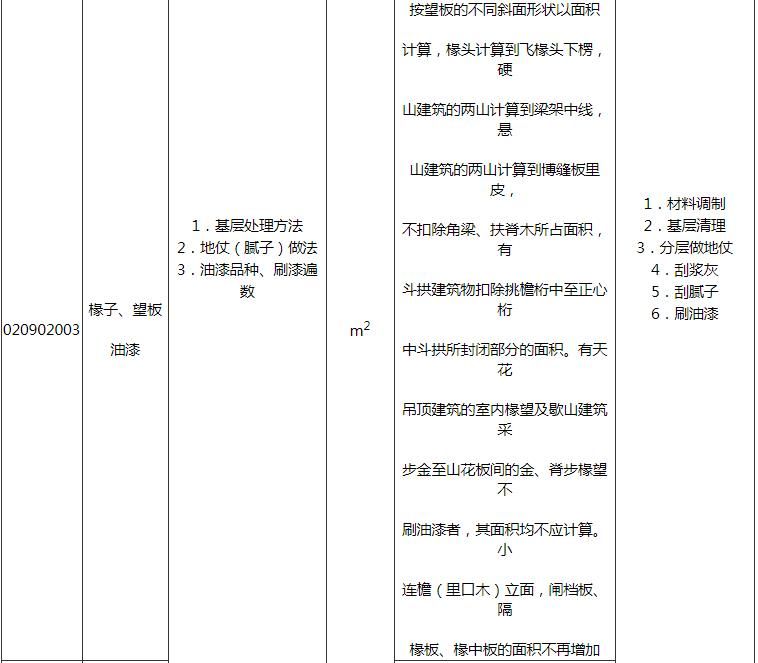 020902003
椽子、望板
油漆
1．基层处理方法
2．地仗（腻子）做法
3．油漆品种、刷漆遍
数
m2
按望板的不同斜面形状以面积
计算，椽头计算到飞椽头下楞，
硬
山建筑的两山计算到梁架中线，
悬
山建筑的两山计算到博缝板里
皮，
不扣除角梁、扶脊木所占面积，
有
斗拱建筑物扣除挑檐桁中至正心
桁
中斗拱所封闭部分的面积。有天
花
吊顶建筑的室内椽望及歇山建筑
采
步金至山花板间的金、脊步椽望
不
刷油漆者，其面积均不应计算。
小
连檐（里口木）立面，闸档板、
隔
椽板、椽中板的面积不再增加
1．材料调制
2．基层清理
3．分层做地仗
4．刮浆灰
5．刮腻子
6．刷油漆